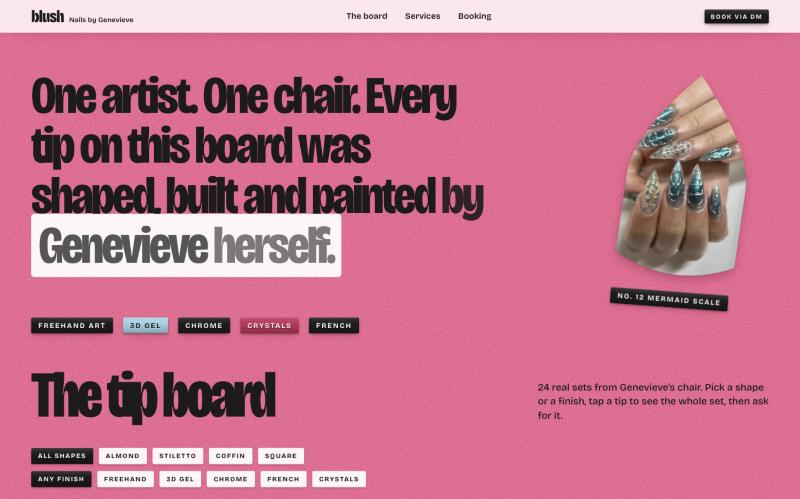 blush Nails by Genevieve
The board Services Booking
BOOK VIA DM
One artist. One chair. Every
tip on this board was
shaped, built and painted by
Genevieve herself.
NO. 12 MERMAID SCALE
FREEHAND ART 3D GEL CHROME CRYSTALS FRENCH
The tip board
24 real sets from Genevieve's chair. Pick a shape
or a finish, tap a tip to see the whole set, then ask
for it.
ALL SHAPES ALMOND STILETTO COFFIN SQUARE
ANY FINISH FREEHAND 3D GEL CHROME FRENCH CRYSTALS